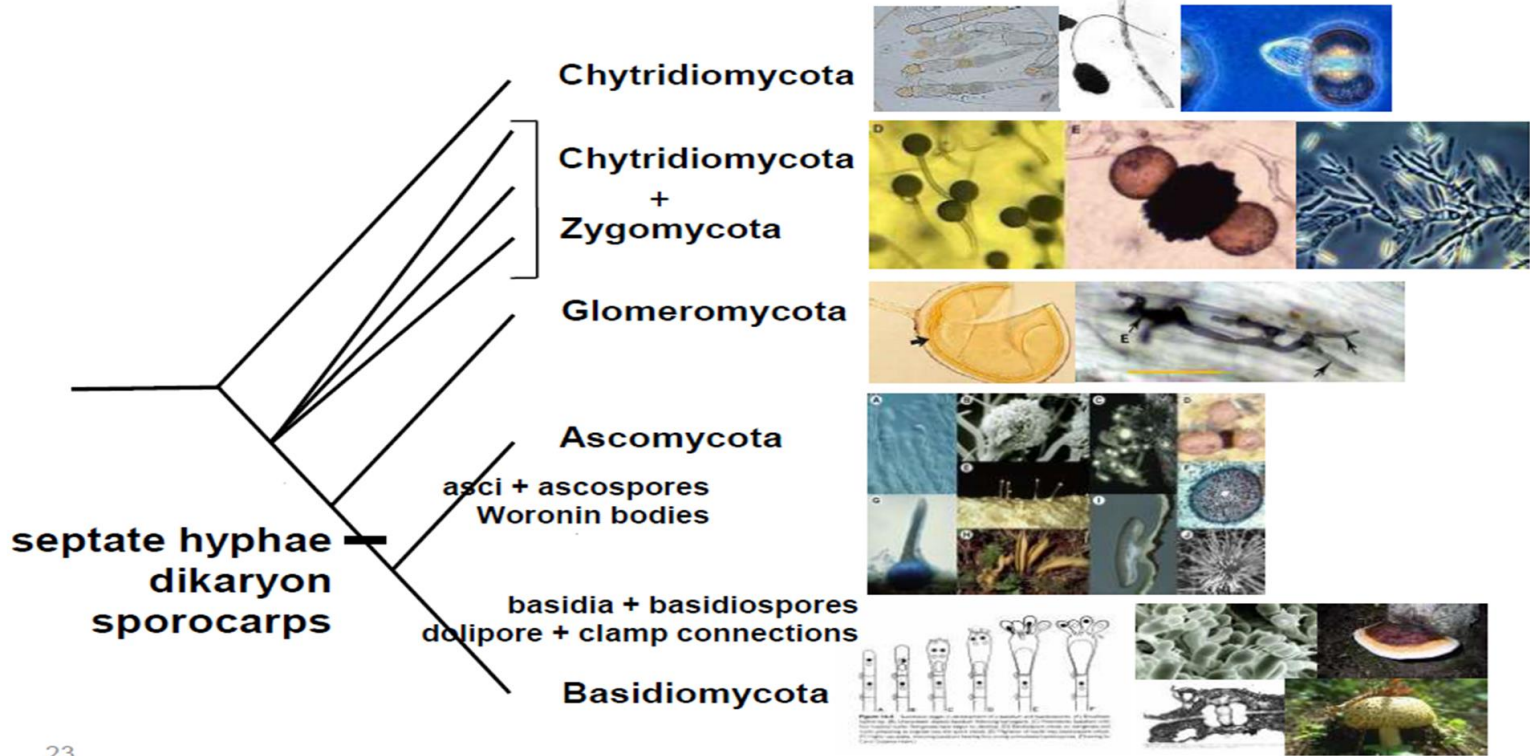 Chytridiomycota
Chytridiomycota
+
Zygomycota
Glomeromycota
Ascomycota
asci + ascospores
Woronin bodies
septate hyphae
dikaryon
sporocarps
basidia + basidiospores
dolipore + clamp connections
Basidiomycota
D
E
E
A
B
C
D
E
F
G
H
I
J
23